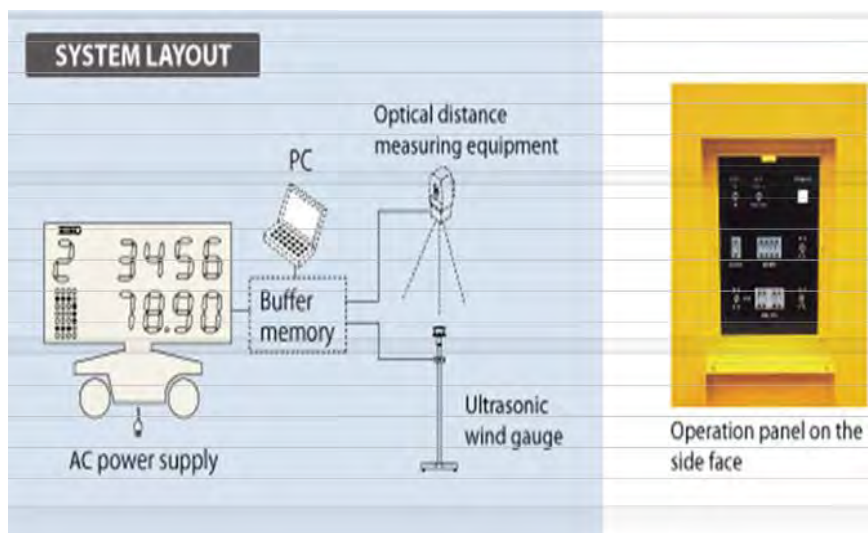 SYSTEM LAYOUT
Optical distance
measuring equipment
PC
SEIKO
2 3456
78.90
Buffer
memory
Ultrasonic
wind gauge
AC power supply
Operation panel on the
side face